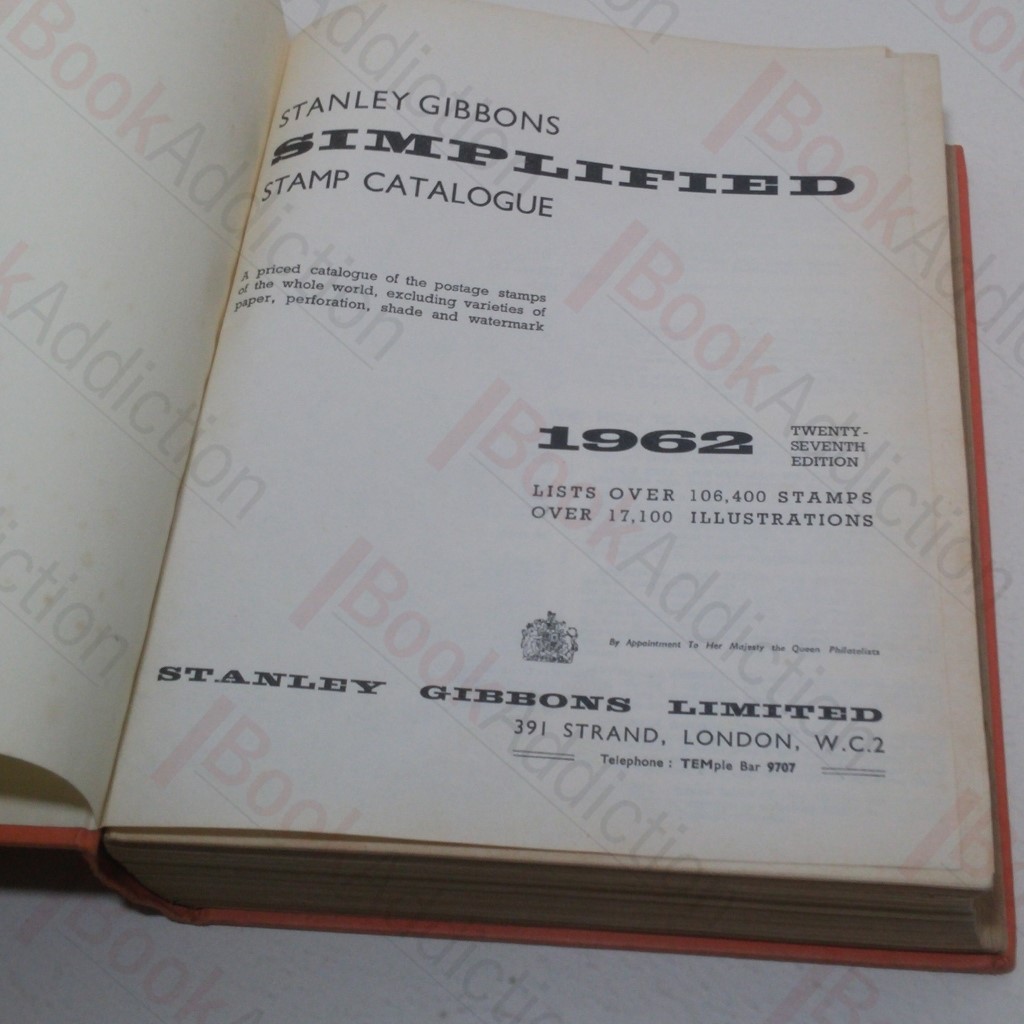 STANLEY GIBBONS
SIMPLIFIED
STAMP CATALOGUE
A priced catalogue of the postage stamps
of the whole world, excluding varieties of
paper, perforation, shade and watermark
1962
TWENTY-
SEVENTH
EDITION
LISTS OVER 106,400 STAMPS
OVER 17,100 ILLUSTRATIONS
By Appointment To Her Majesty the Queen Philatelists
STANLEY GIBBONS LIMITED
391 STRAND, LONDON, W.C.2
Telephone : TEMple Bar 9707
BookAddiction